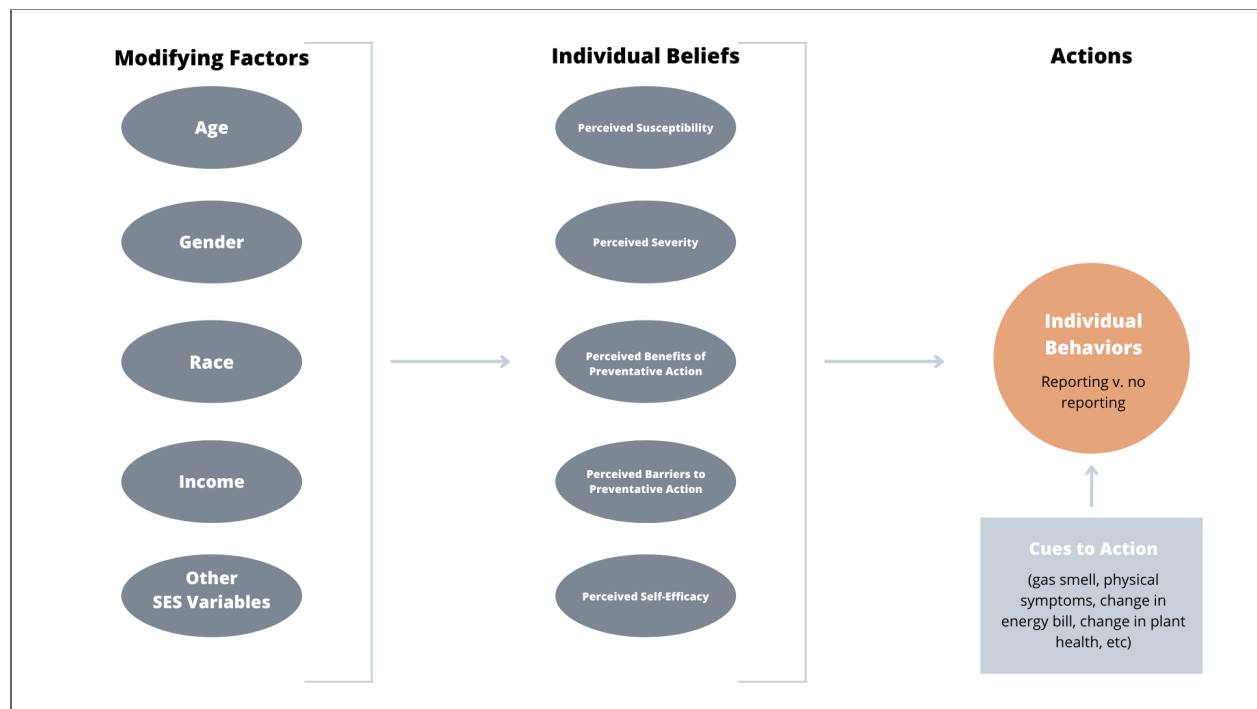 Modifying Factors
Age
Gender
Race
Income
Other
SES Variables
Individual Beliefs
Perceived Susceptibility
Perceived Severity
Perceived Benefits of
Preventative Action
Perceived Barriers to
Preventative Action
Perceived Self-Efficacy
Actions
Individual
Behaviors
Reporting v. no
reporting
Cues to Action
(gas smell, physical
symptoms, change in
energy bill, change in plant
health, etc)